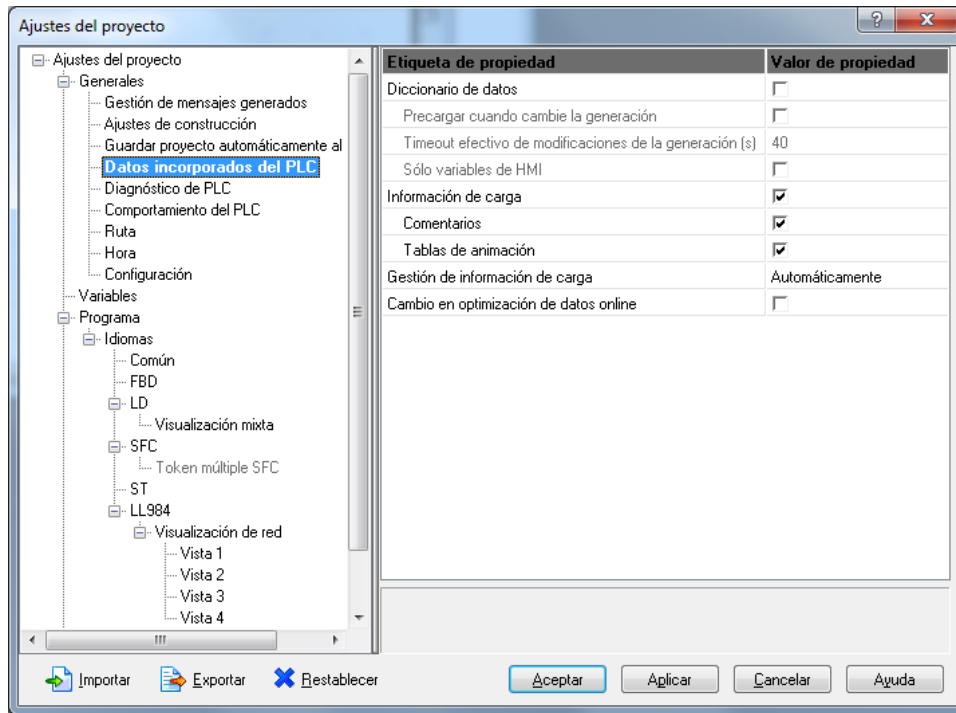 Ajustes del proyecto
Ajustes del proyecto
Generales
Gestión de mensajes generados
Ajustes de construcción
Guardar proyecto automáticamente al
Datos incorporados del PLC
Diagnóstico de PLC
Comportamiento del PLC
Ruta
Hora
Configuración
Variables
Programa
Idiomas
Común
FBD
LD
Visualización mixta
SFC
Token múltiple SFC
ST
LL984
Visualización de red
Vista 1
Vista 2
Vista 3
Vista 4
Etiqueta de propiedad Valor de propiedad
Diccionario de datos
Precargar cuando cambie la generación
Timeout efectivo de modificaciones de la generación (s) 40
Sólo variables de HMI
Información de carga
Comentarios
Tablas de animación
Gestión de información de carga Automáticamente
Cambio en optimización de datos online
Importar Exportar Restablecer Aceptar Aplicar Cancelar Ayuda